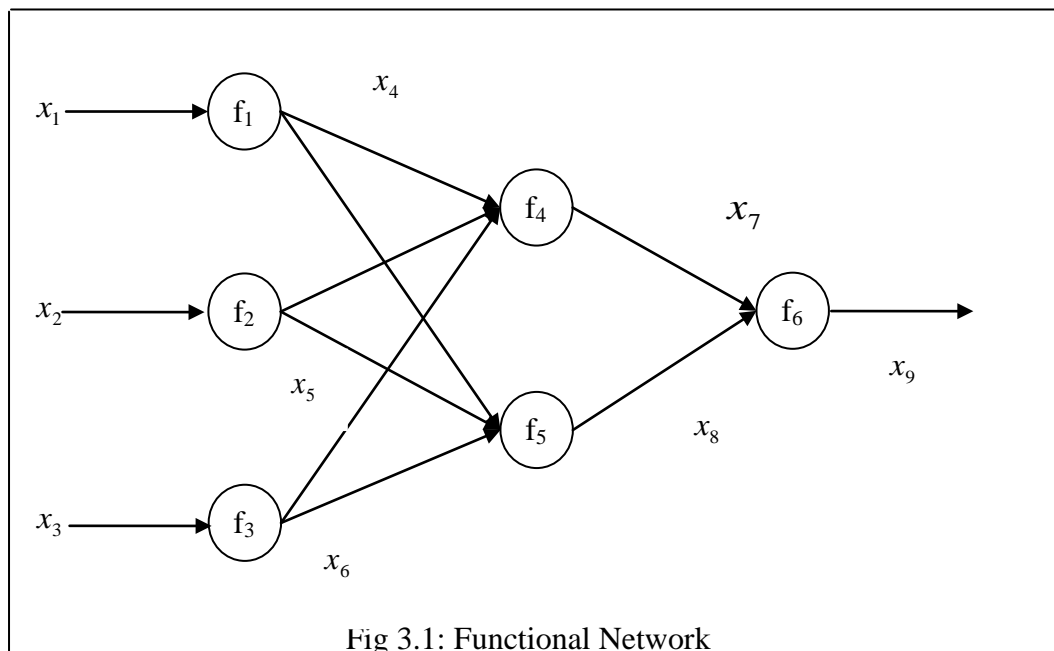 x₄
x₁ f₁
f₄
x₇
x₂ f₂ f₆
x₅ x₉
f₅ x₈
x₃ f₃
x₆
Fig 3.1: Functional Network